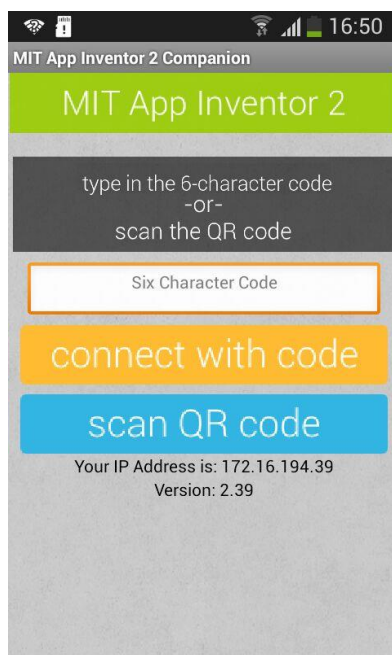 16:50
MIT App Inventor 2 Companion
MIT App Inventor 2
type in the 6-character code
-or-
scan the QR code
Six Character Code
connect with code
scan QR code
Your IP Address is: 172.16.194.39
Version: 2.39